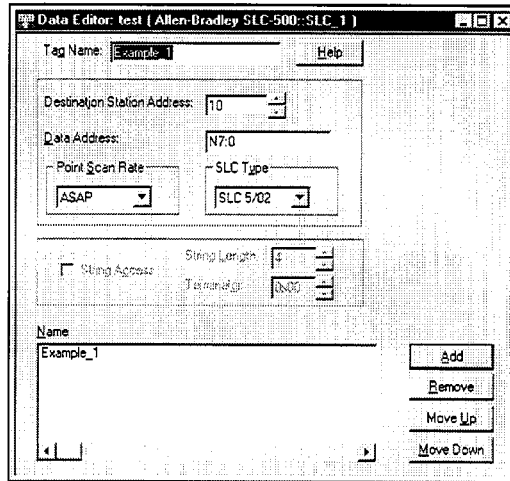 Data Editor: test ( Allen-Bradley SLC-500::SLC_1 )
Tag Name: Example_1 Help
Destination Station Address: 10
Data Address: N7:0
Point Scan Rate SLC Type
ASAP SLC 5/02
String Access String Length: 4
Terminator: 0x00
Name
Example_1
Add
Remove
Move Up
Move Down